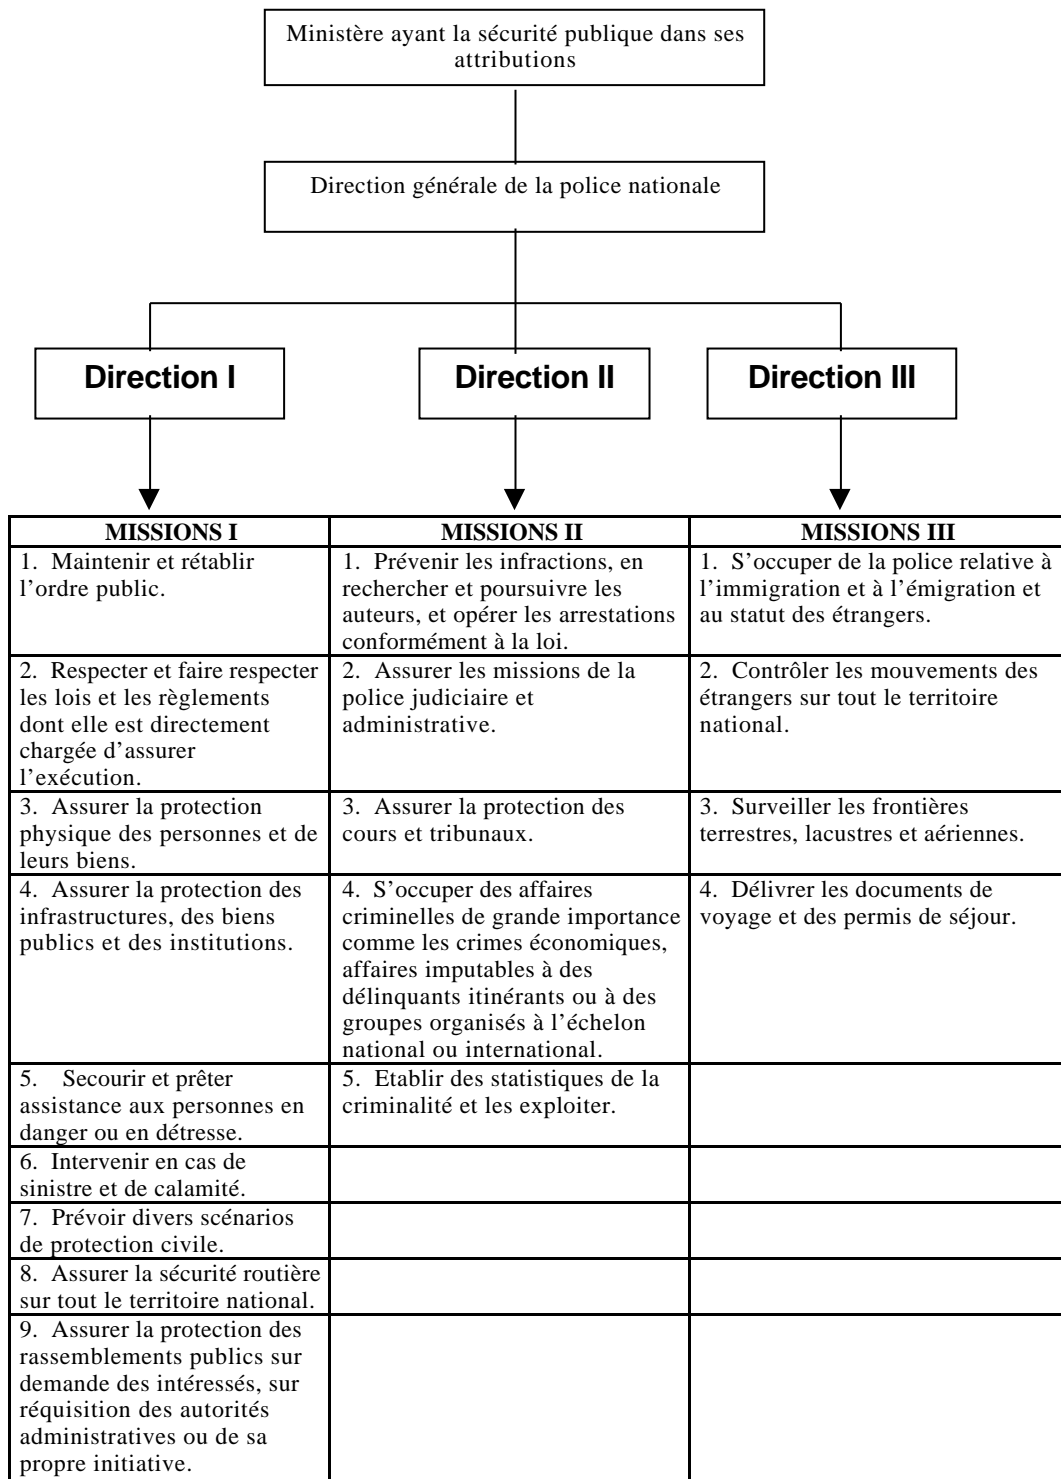 Ministère ayant la sécurité publique dans ses
attributions
Direction générale de la police nationale
Direction I
Direction II
Direction III
MISSIONS I
MISSIONS II
MISSIONS III
1. Maintenir et rétablir
l’ordre public.
1. Prévenir les infractions, en
rechercher et poursuivre les
auteurs, et opérer les arrestations
conformément à la loi.
1. S’occuper de la police relative à
l’immigration et à l’émigration et
au statut des étrangers.
2. Respecter et faire respecter
les lois et les règlements
dont elle est directement
chargée d’assurer
l’exécution.
2. Assurer les missions de la
police judiciaire et
administrative.
2. Contrôler les mouvements des
étrangers sur tout le territoire
national.
3. Assurer la protection
physique des personnes et de
leurs biens.
3. Assurer la protection des
cours et tribunaux.
3. Surveiller les frontières
terrestres, lacustres et aériennes.
4. Assurer la protection des
infrastructures, des biens
publics et des institutions.
4. S’occuper des affaires
criminelles de grande importance
comme les crimes économiques,
affaires imputables à des
délinquants itinérants ou à des
groupes organisés à l’échelon
national ou international.
4. Délivrer les documents de
voyage et des permis de séjour.
5. Secourir et prêter
assistance aux personnes en
danger ou en détresse.
5. Etablir des statistiques de la
criminalité et les exploiter.
6. Intervenir en cas de
sinistre et de calamité.
7. Prévoir divers scénarios
de protection civile.
8. Assurer la sécurité routière
sur tout le territoire national.
9. Assurer la protection des
rassemblements publics sur
demande des intéressés, sur
réquisition des autorités
administratives ou de sa
propre initiative.